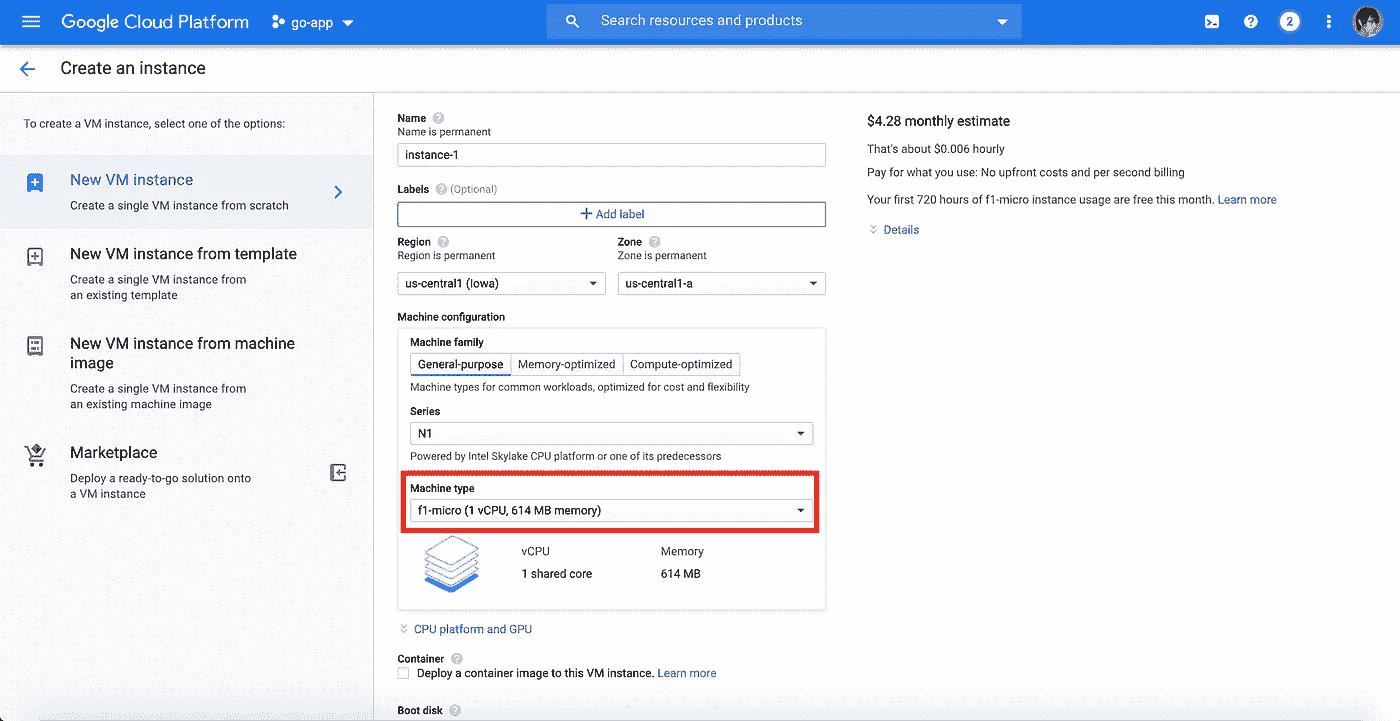 Google Cloud Platform
go-app
Search resources and products
2
Create an instance
To create a VM instance, select one of the options:
New VM instance
Create a single VM instance from scratch
New VM instance from template
Create a single VM instance from
an existing template
New VM instance from machine
image
Create a single VM instance from
an existing machine image
Marketplace
Deploy a ready-to-go solution onto
a VM instance
Name
Name is permanent
instance-1
Labels (Optional)
Add label
Region
Region is permanent
us-central1 (Iowa)
Zone
Zone is permanent
us-central1-a
Machine configuration
Machine family
General-purpose Memory-optimized Compute-optimized
Machine types for common workloads, optimized for cost and flexibility
Series
N1
Powered by Intel Skylake CPU platform or one of its predecessors
Machine type
f1-micro (1 vCPU, 614 MB memory)
vCPU Memory
1 shared core 614 MB
CPU platform and GPU
Container
Deploy a container image to this VM instance. Learn more
Boot disk
$4.28 monthly estimate
That's about $0.006 hourly
Pay for what you use: No upfront costs and per second billing
Your first 720 hours of f1-micro instance usage are free this month. Learn more
Details